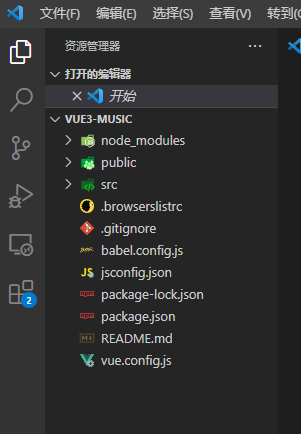 文件(F) 编辑(E) 选择(S) 查看(V) 转到(
资源管理器
打开的编辑器
开始
VUE3-MUSIC
node_modules
public
src
.browserslistrc
.gitignore
babel.config.js
JS jsconfig.json
package-lock.json
package.json
README.md
vue.config.js
2